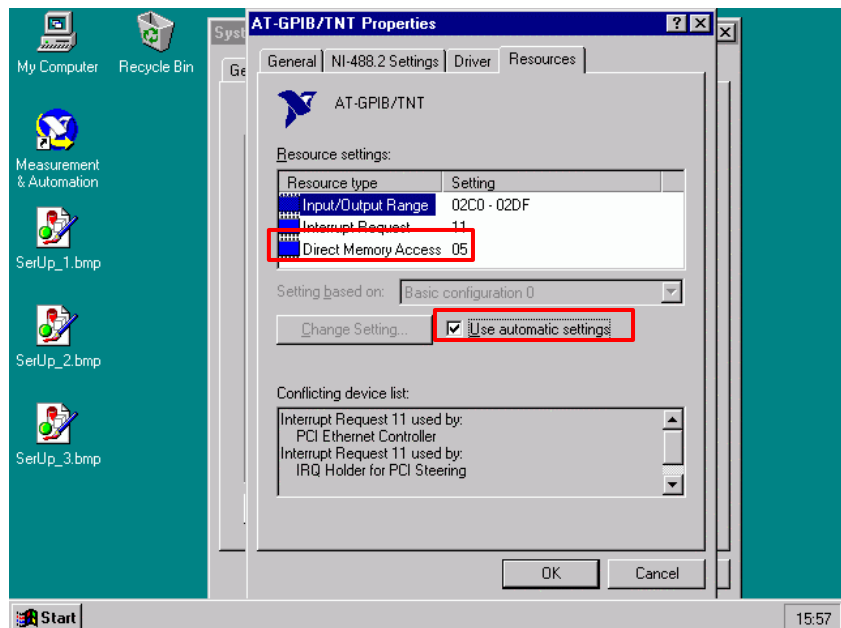 My Computer
Recycle Bin
Measurement
& Automation
SerUp_1.bmp
SerUp_2.bmp
SerUp_3.bmp
Syst
Ge
AT-GPIB/TNT Properties
General NI-488.2 Settings Driver Resources
AT-GPIB/TNT
Resource settings:
Resource type Setting
Input/Output Range 02C0 - 02DF
Interrupt Request 11
Direct Memory Access 05
Setting based on: Basic configuration 0
Change Setting... Use automatic settings
Conflicting device list:
Interrupt Request 11 used by:
PCI Ethernet Controller
Interrupt Request 11 used by:
IRQ Holder for PCI Steering
OK Cancel
Start 15:57